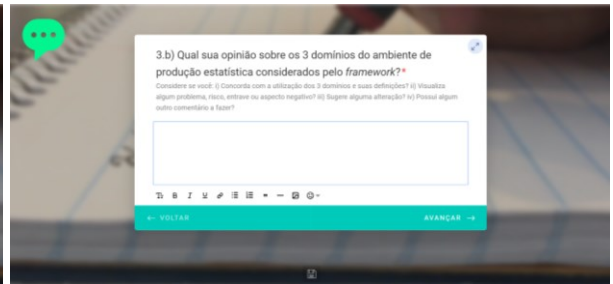 3.b) Qual sua opinião sobre os 3 domínios do ambiente de
produção estatística considerados pelo framework?*
Considere se você: i) Concorda com a utilização dos 3 domínios e suas definições? ii) Visualiza
algum problema, risco, entrave ou aspecto negativo? iii) Sugere alguma alteração? iv) Possui algum
outro comentário a fazer?
Tt B I U
← VOLTAR AVANÇAR →